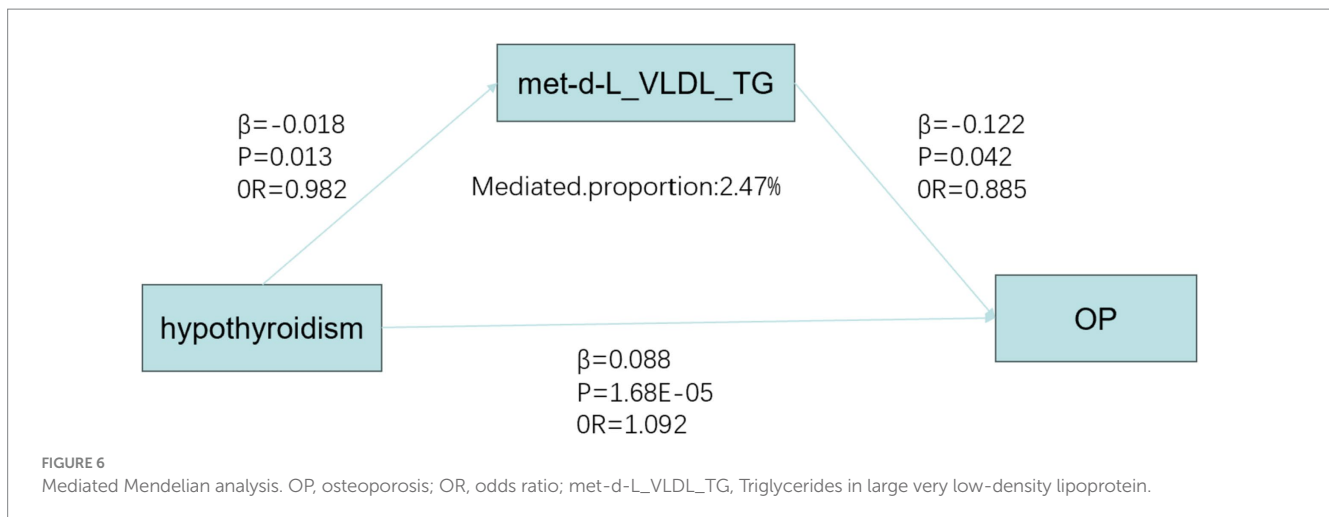 met-d-L_VLDL_TG
β=-0.018
P=0.013
0R=0.982
β=-0.122
P=0.042
0R=0.885
Mediated.proportion:2.47%
hypothyroidism
OP
β=0.088
P=1.68E-05
0R=1.092
FIGURE 6
Mediated Mendelian analysis. OP, osteoporosis; OR, odds ratio; met-d-L_VLDL_TG, Triglycerides in large very low-density lipoprotein.